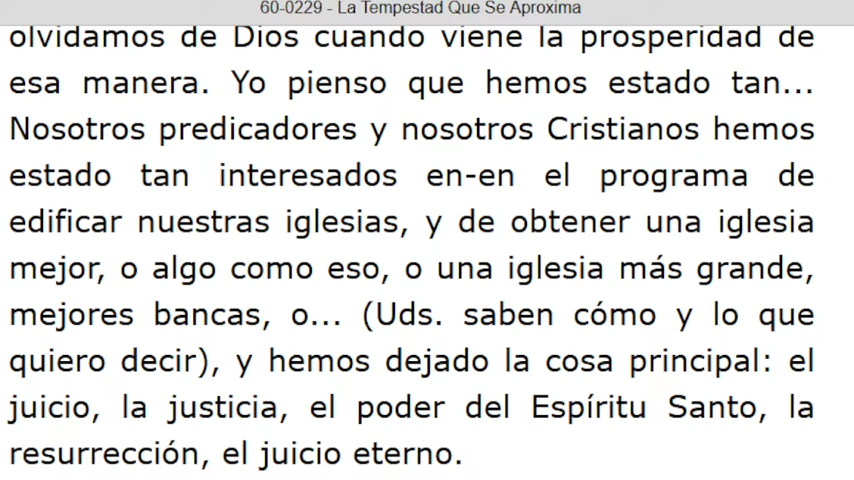 60-0229 - La Tempestad Que Se Aproxima
olvidamos de Dios cuando viene la prosperidad de
esa manera. Yo pienso que hemos estado tan...
Nosotros predicadores y nosotros Cristianos hemos
estado tan interesados en-en el programa de
edificar nuestras iglesias, y de obtener una iglesia
mejor, o algo como eso, o una iglesia más grande,
mejores bancas, o... (Uds. saben cómo y lo que
quiero decir), y hemos dejado la cosa principal: el
juicio, la justicia, el poder del Espíritu Santo, la
resurrección, el juicio eterno.